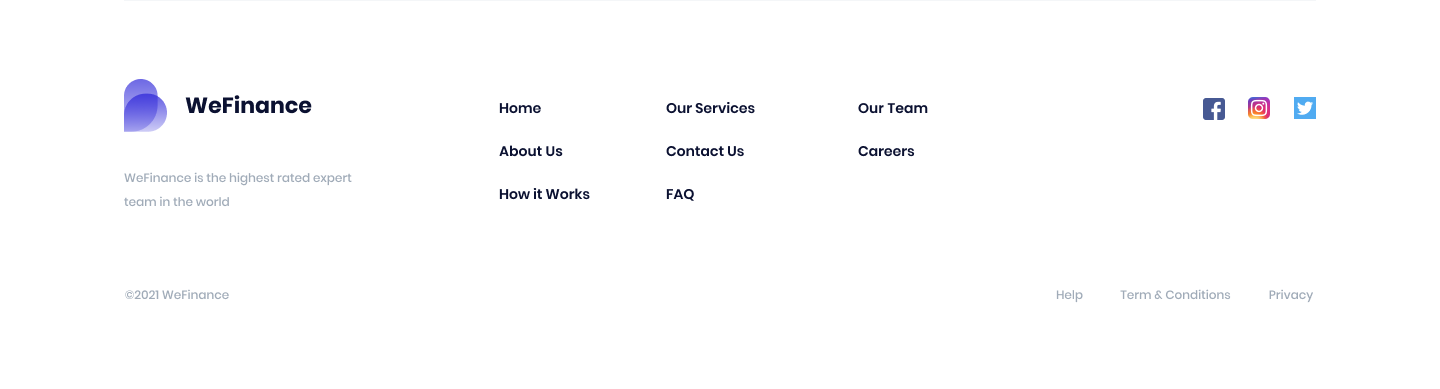 WeFinance
WeFinance is the highest rated expert
team in the world
Home
About Us
How it Works
Our Services
Contact Us
FAQ
Our Team
Careers
©2021 WeFinance
Help
Term & Conditions
Privacy